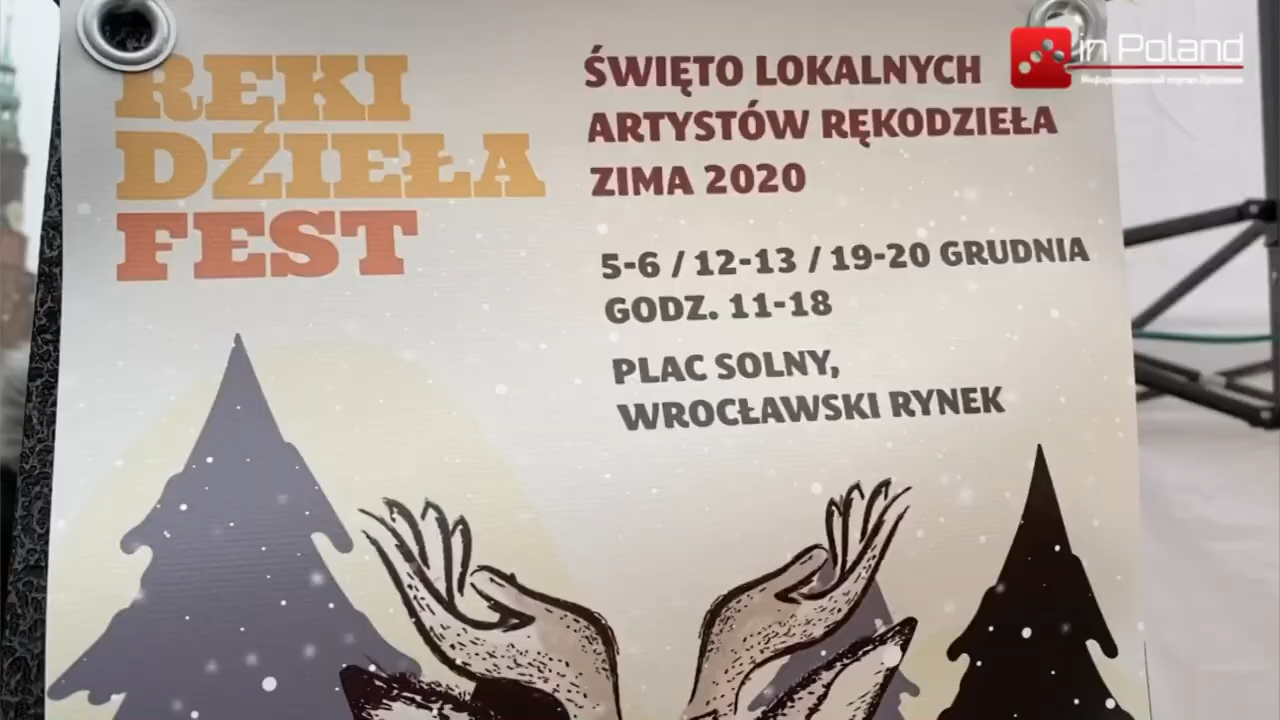 RĘKI
DZIEŁA
FEST
ŚWIĘTO LOKALNYCH
ARTYSTÓW RĘKODZIEŁA
ZIMA 2020
5-6 / 12-13 / 19-20 GRUDNIA
GODZ. 11-18
PLAC SOLNY,
WROCŁAWSKI RYNEK
in Poland